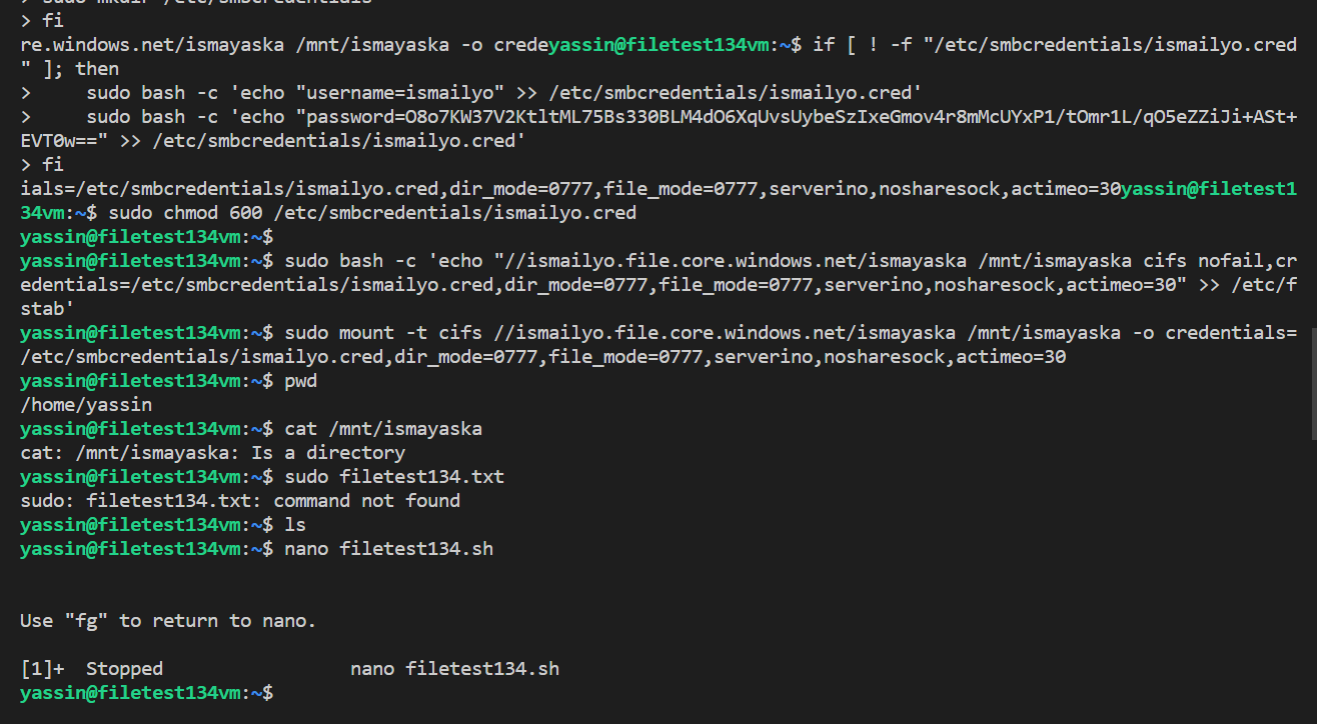 > sudo mkdir /etc/smbcredentials
> fi
re.windows.net/ismayaska /mnt/ismayaska -o credeyassin@filetest134vm:~$ if [ ! -f "/etc/smbcredentials/ismailyo.cred
" ]; then
>     sudo bash -c 'echo "username=ismailyo" >> /etc/smbcredentials/ismailyo.cred'
>     sudo bash -c 'echo "password=O8o7KW37V2KtltML75Bs330BLM4dO6XqUvsUybeSzIxeGmov4r8mMcUYxP1/tOmr1L/qO5eZZiJi+ASt+
EVT0w==" >> /etc/smbcredentials/ismailyo.cred'
> fi
ials=/etc/smbcredentials/ismailyo.cred,dir_mode=0777,file_mode=0777,serverino,nosharesock,actimeo=30yassin@filetest1
34vm:~$ sudo chmod 600 /etc/smbcredentials/ismailyo.cred
yassin@filetest134vm:~$
yassin@filetest134vm:~$ sudo bash -c 'echo "//ismailyo.file.core.windows.net/ismayaska /mnt/ismayaska cifs nofail,cr
edentials=/etc/smbcredentials/ismailyo.cred,dir_mode=0777,file_mode=0777,serverino,nosharesock,actimeo=30" >> /etc/f
stab'
yassin@filetest134vm:~$ sudo mount -t cifs //ismailyo.file.core.windows.net/ismayaska /mnt/ismayaska -o credentials=
/etc/smbcredentials/ismailyo.cred,dir_mode=0777,file_mode=0777,serverino,nosharesock,actimeo=30
yassin@filetest134vm:~$ pwd
/home/yassin
yassin@filetest134vm:~$ cat /mnt/ismayaska
cat: /mnt/ismayaska: Is a directory
yassin@filetest134vm:~$ sudo filetest134.txt
sudo: filetest134.txt: command not found
yassin@filetest134vm:~$ ls
yassin@filetest134vm:~$ nano filetest134.sh
Use "fg" to return to nano.
[1]+  Stopped                 nano filetest134.sh
yassin@filetest134vm:~$